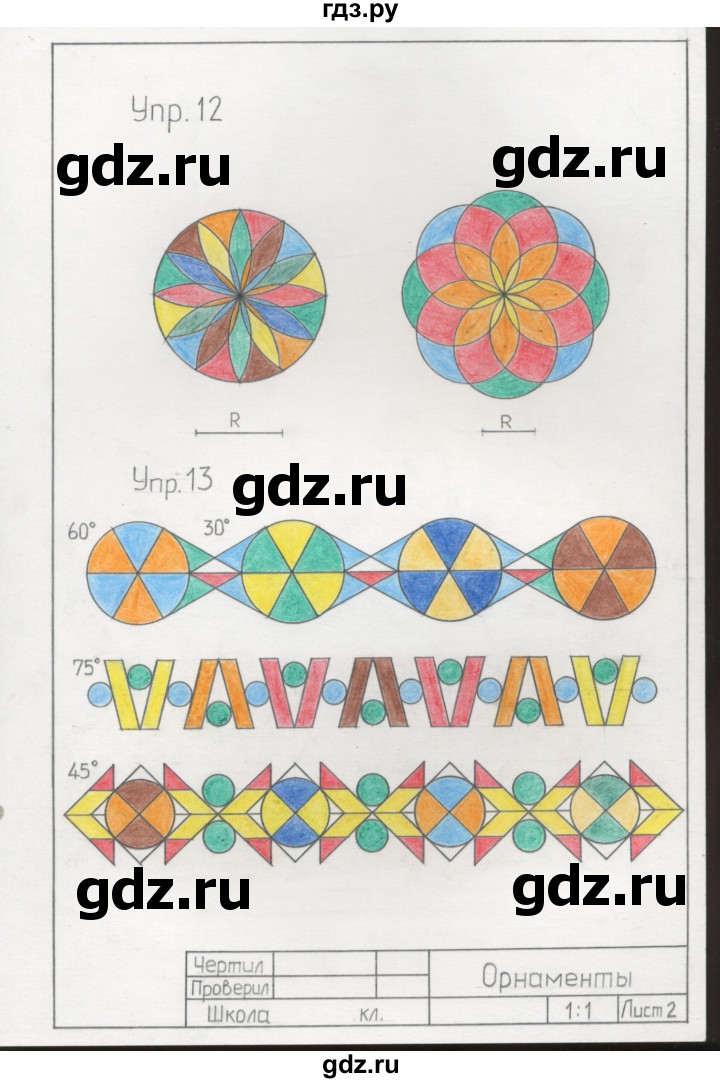 гдз.ру
Упр. 12
gdz.ru
gdz.ru
R
R
Упр. 13
gdz.ru
60°
30°
75°
45°
gdz.ru
gdz.ru
Чертил
Проверил
Орнаменты
Школа кл.
1:1
Лист 2
gdz.ru